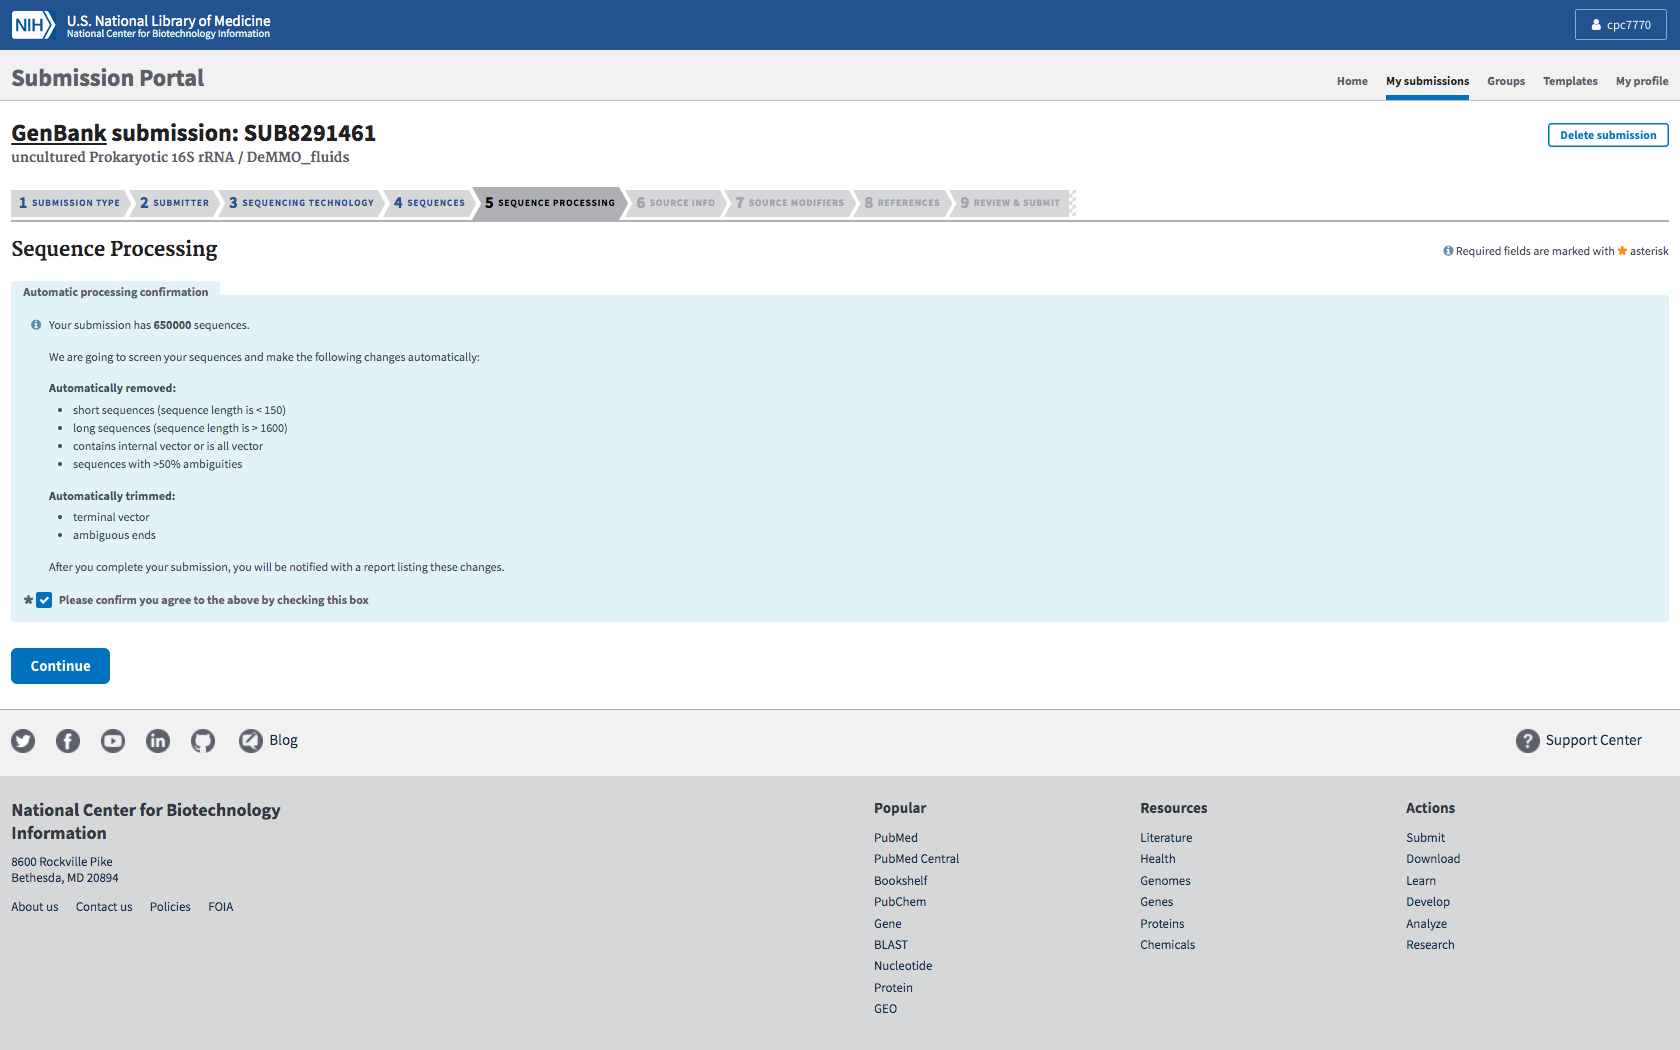 NIH
U.S. National Library of Medicine
National Center for Biotechnology Information
cpc7770
Submission Portal
Home My submissions Groups Templates My profile
GenBank submission: SUB8291461
Delete submission
uncultured Prokaryotic 16S rRNA / DeMMO_fluids
1 SUBMISSION TYPE 2 SUBMITTER 3 SEQUENCING TECHNOLOGY 4 SEQUENCES 5 SEQUENCE PROCESSING 6 SOURCE INFO 7 SOURCE MODIFIERS 8 REFERENCES 9 REVIEW & SUBMIT
Sequence Processing
Required fields are marked with * asterisk
Automatic processing confirmation
Your submission has 650000 sequences.
We are going to screen your sequences and make the following changes automatically:
Automatically removed:
• short sequences (sequence length is < 150)
• long sequences (sequence length is > 1600)
• contains internal vector or is all vector
• sequences with >50% ambiguities
Automatically trimmed:
• terminal vector
• ambiguous ends
After you complete your submission, you will be notified with a report listing these changes.
* Please confirm you agree to the above by checking this box
Continue
Blog
Support Center
National Center for Biotechnology
Information
8600 Rockville Pike
Bethesda, MD 20894
About us Contact us Policies FOIA
Popular
PubMed
PubMed Central
Bookshelf
PubChem
Gene
BLAST
Nucleotide
Protein
GEO
Resources
Literature
Health
Genomes
Genes
Proteins
Chemicals
Actions
Submit
Download
Learn
Develop
Analyze
Research